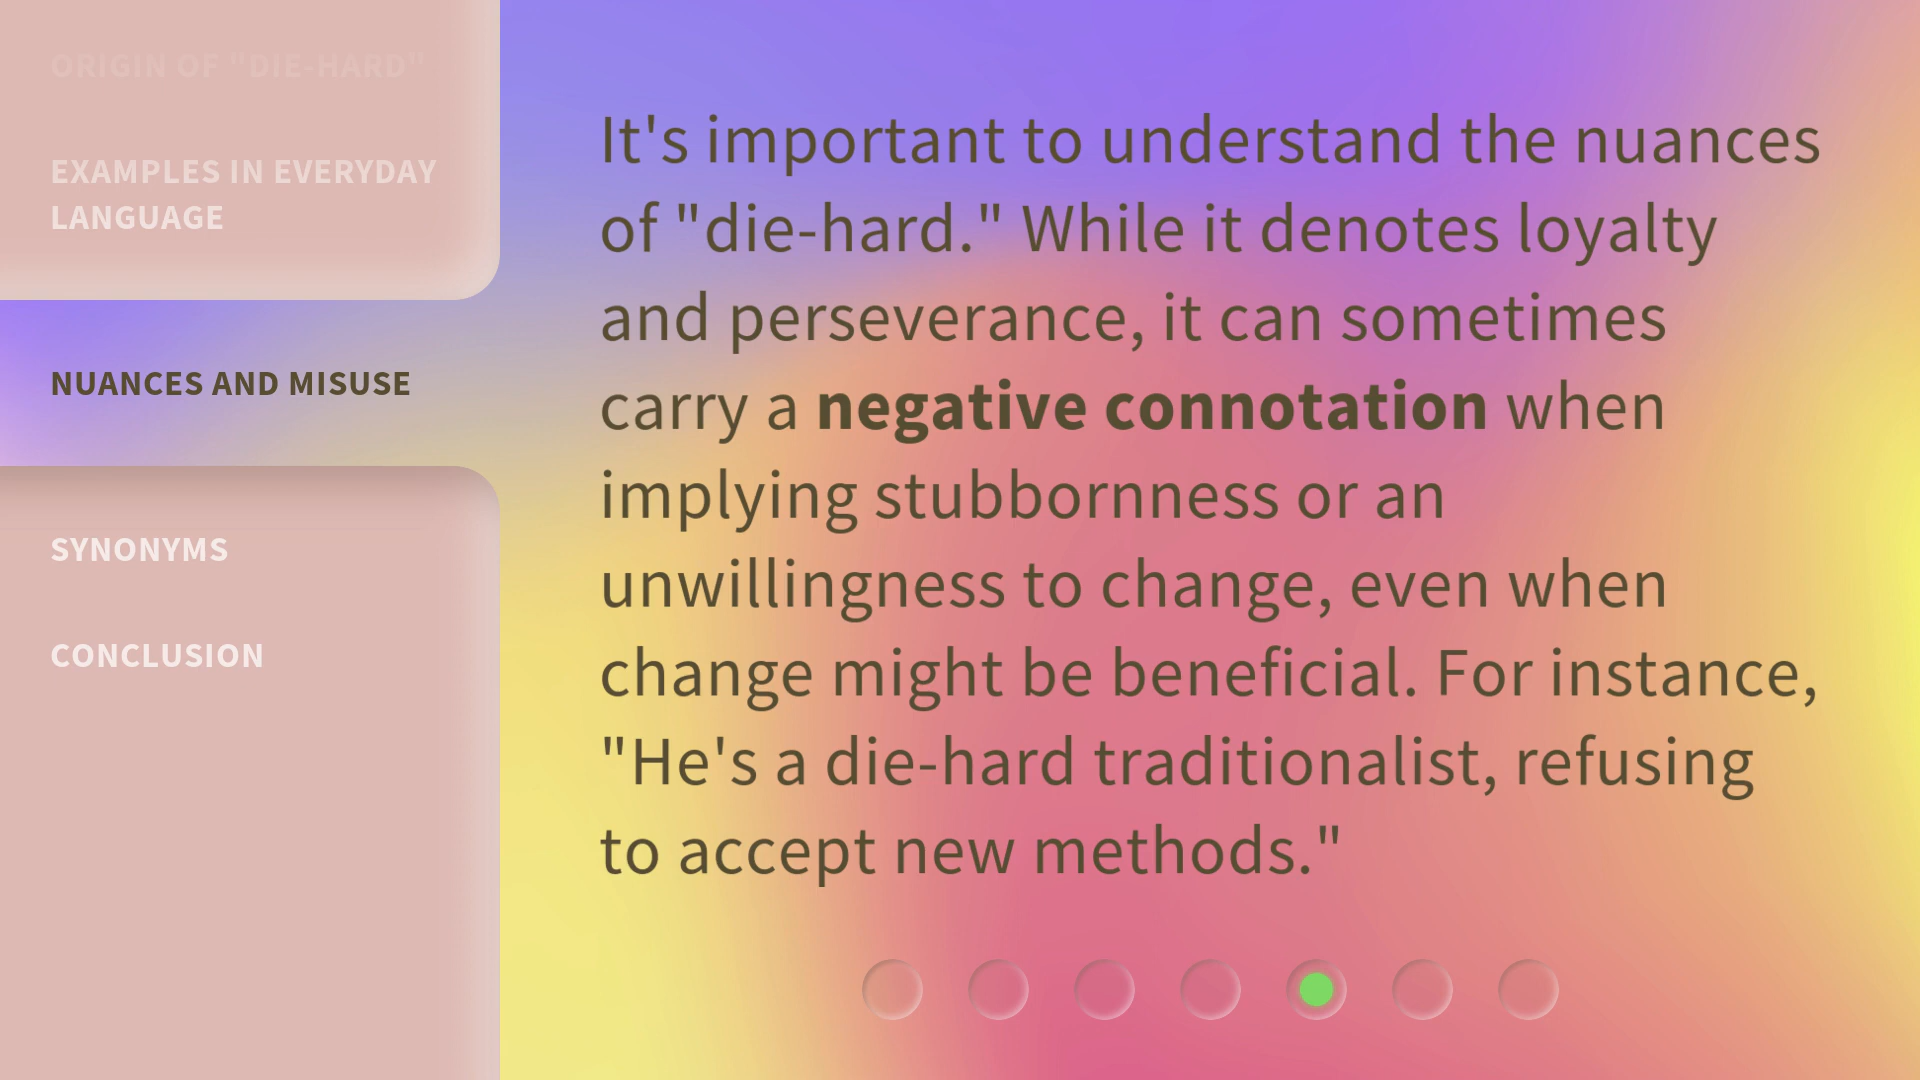 ORIGIN OF "DIE-HARD"
EXAMPLES IN EVERYDAY
LANGUAGE
NUANCES AND MISUSE
SYNONYMS
CONCLUSION
It's important to understand the nuances
of "die-hard." While it denotes loyalty
and perseverance, it can sometimes
carry a negative connotation when
implying stubbornness or an
unwillingness to change, even when
change might be beneficial. For instance,
"He's a die-hard traditionalist, refusing
to accept new methods."